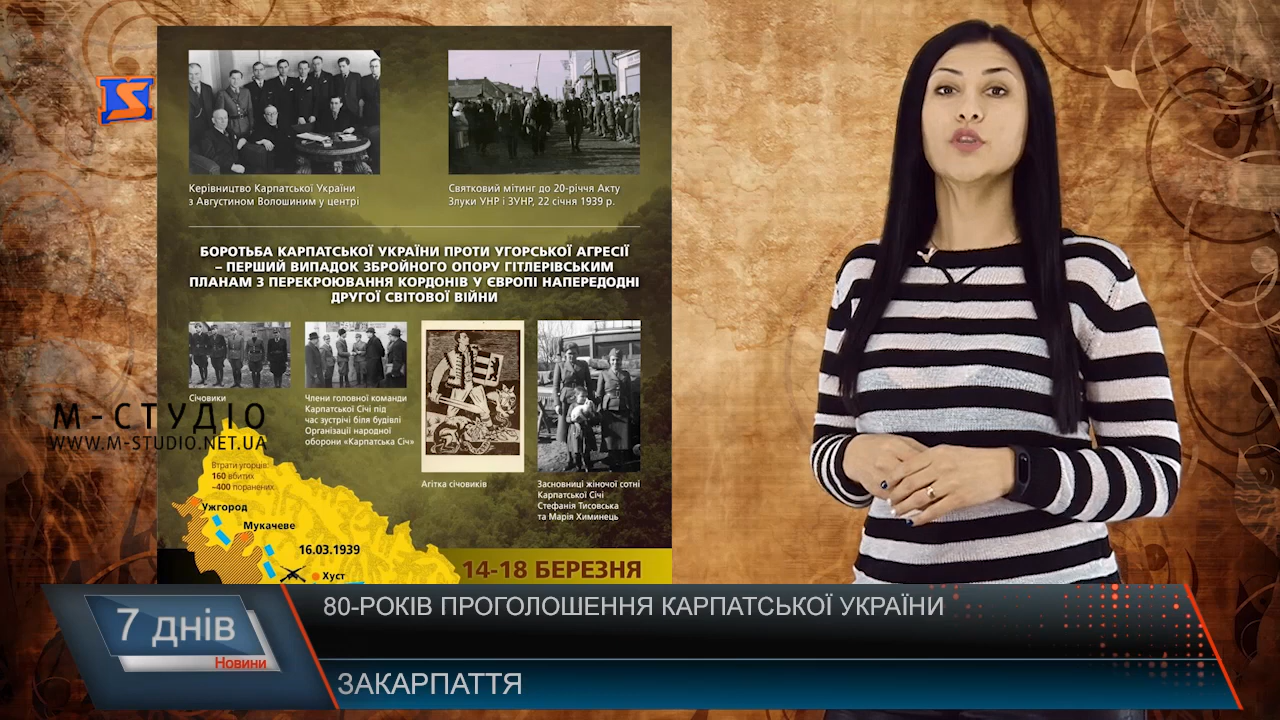 Керівництво Карпатської України
з Августином Волошиним у центрі
Святковий мітинг до 20-річчя Акту
Злуки УНР і ЗУНР, 22 січня 1939 р.
БОРОТЬБА КАРПАТСЬКОЇ УКРАЇНИ ПРОТИ УГОРСЬКОЇ АГРЕСІЇ
– ПЕРШИЙ ВИПАДОК ЗБРОЙНОГО ОПОРУ ГІТЛЕРІВСЬКИМ
ПЛАНАМ З ПЕРЕКРОЮВАННЯ КОРДОНІВ У ЄВРОПІ НАПЕРЕДОДНІ
ДРУГОЇ СВІТОВОЇ ВІЙНИ
Січовики
Члени головної команди
Карпатської Січі під
час зустрічі біля будівлі
Організації народної
оборони «Карпатська Січ»
Агітка січовиків
Засновниці жіночої сотні
Карпатської Січі
Стефанія Тисовська
та Марія Химинець
М-СТУДІО
WWW.M-STUDIO.NET.UA
Втрати угорців:
160 вбитих
~400 поранених
Ужгород
Мукачеве
16.03.1939
Хуст
14-18 БЕРЕЗНЯ
7 днів
Новини
80-РОКІВ ПРОГОЛОШЕННЯ КАРПАТСЬКОЇ УКРАЇНИ
ЗАКАРПАТТЯ